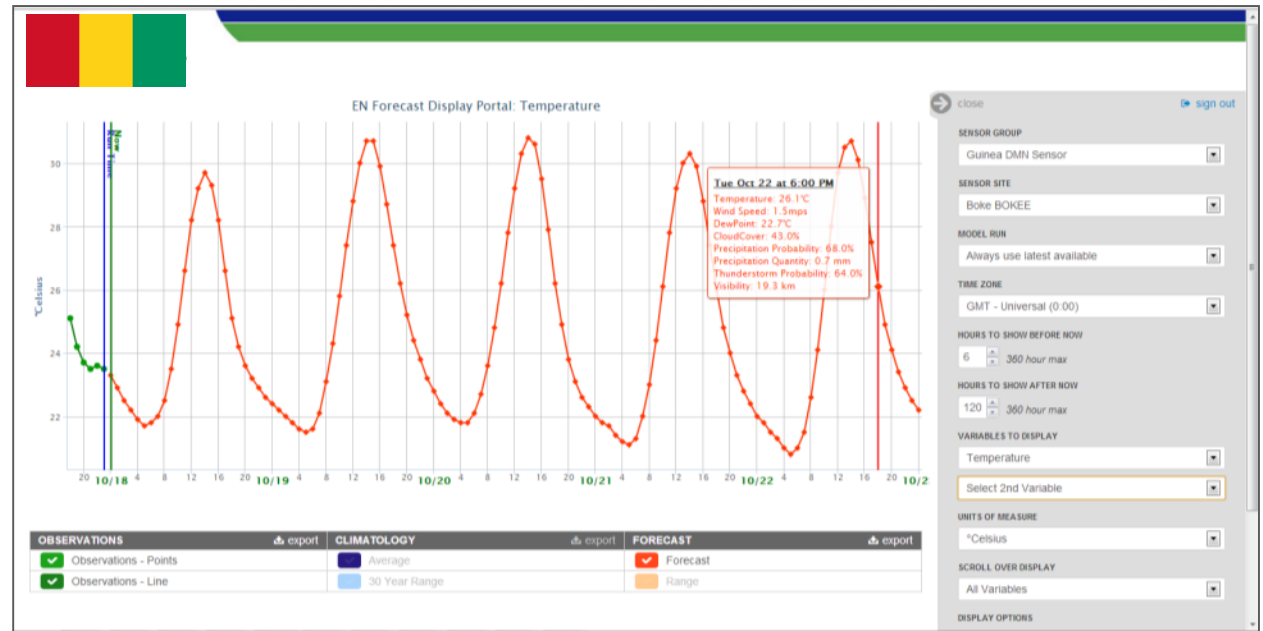 EN Forecast Display Portal: Temperature
close
sign out
Now
Run Time
°Celsius
30
28
26
24
22
20 10/18 4 8 12 16 20 10/19 4 8 12 16 20 10/20 4 8 12 16 20 10/21 4 8 12 16 20 10/22 4 8 12 16 20 10/2
Tue Oct 22 at 6:00 PM
Temperature: 26.1°C
Wind Speed: 1.5mps
DewPoint: 22.7°C
CloudCover: 43.0%
Precipitation Probability: 68.0%
Precipitation Quantity: 0.7 mm
Thunderstorm Probability: 64.0%
Visibility: 19.3 km
SENSOR GROUP
Guinea DMN Sensor
SENSOR SITE
Boke BOKEE
MODEL RUN
Always use latest available
TIME ZONE
GMT - Universal (0:00)
HOURS TO SHOW BEFORE NOW
6 360 hour max
HOURS TO SHOW AFTER NOW
120 360 hour max
VARIABLES TO DISPLAY
Temperature
Select 2nd Variable
UNITS OF MEASURE
°Celsius
SCROLL OVER DISPLAY
All Variables
DISPLAY OPTIONS
OBSERVATIONS export CLIMATOLOGY export FORECAST export
Observations - Points Average Forecast
Observations - Line 30 Year Range Range